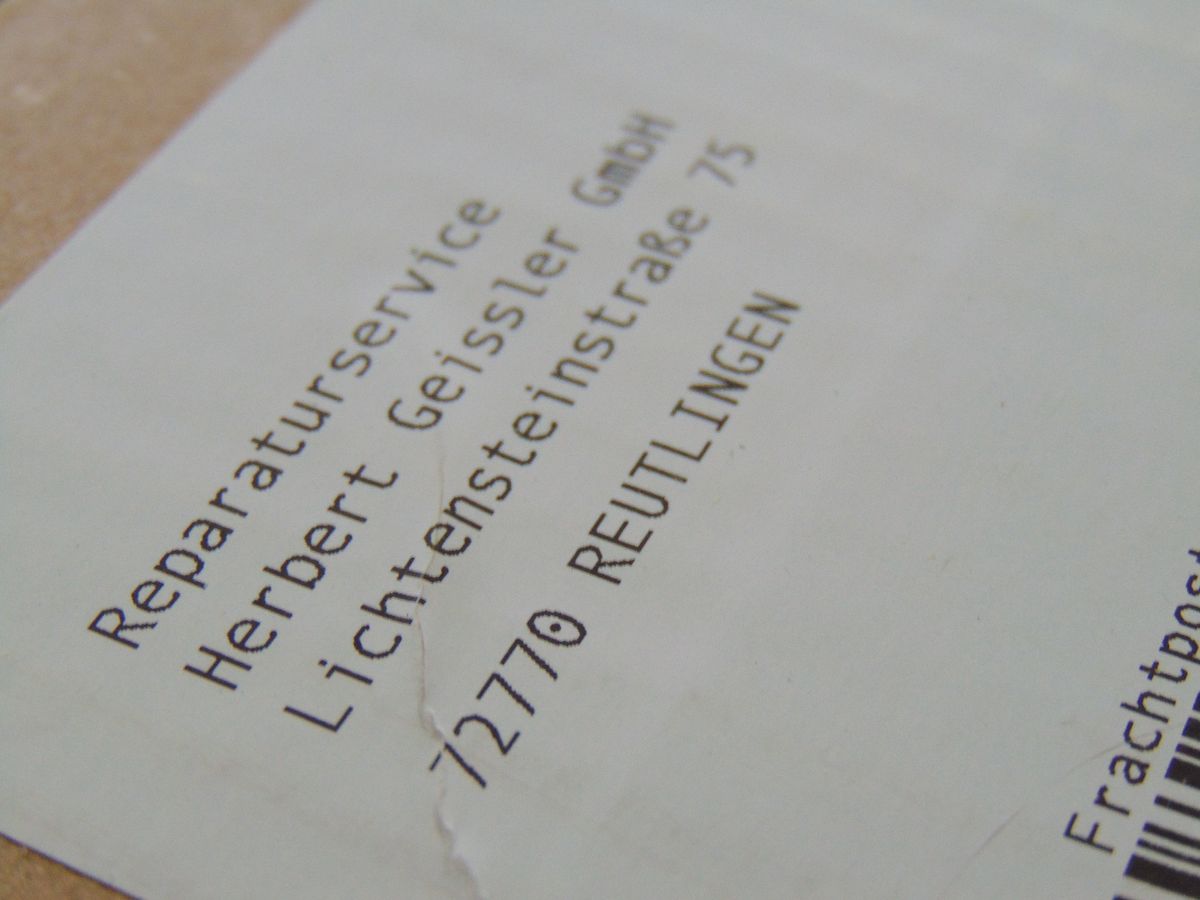 Reparaturservice
Herbert Geissler GmbH
Lichtensteinstraße 75
72770 REUTLINGEN
Frachtpost